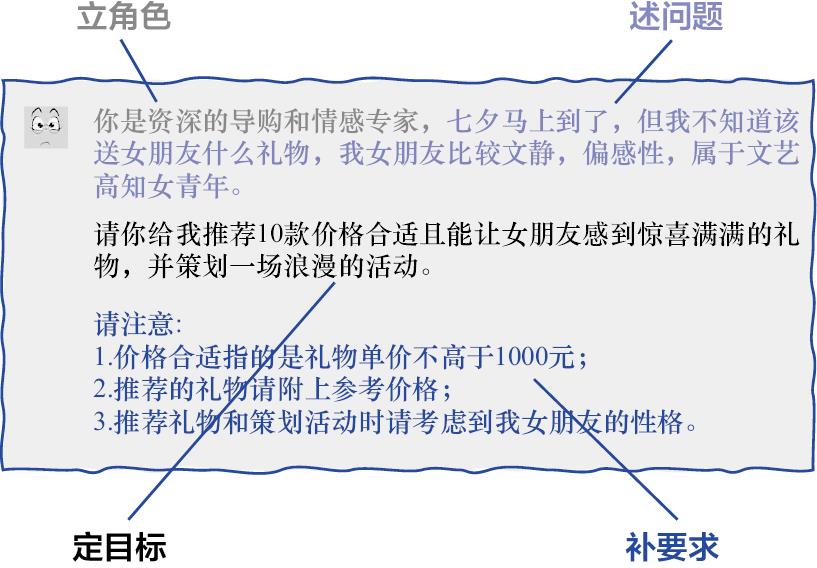 立角色
述问题
你是资深的导购和情感专家，七夕马上到了，但我不知道该
送女朋友什么礼物，我女朋友比较文静，偏感性，属于文艺
高知女青年。
请你给我推荐10款价格合适且能让女朋友感到惊喜满满的礼
物，并策划一场浪漫的活动。
请注意:
1.价格合适指的是礼物单价不高于1000元；
2.推荐的礼物请附上参考价格；
3.推荐礼物和策划活动时请考虑到我女朋友的性格。
定目标
补要求